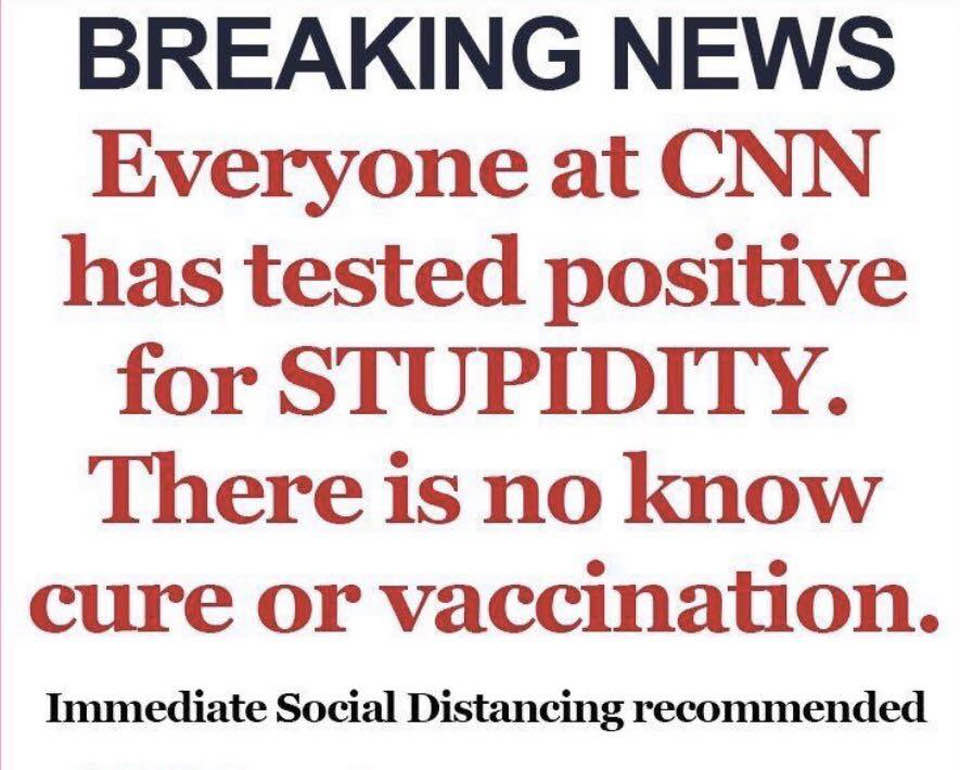 BREAKING NEWS
Everyone at CNN
has tested positive
for STUPIDITY.
There is no know
cure or vaccination.
Immediate Social Distancing recommended